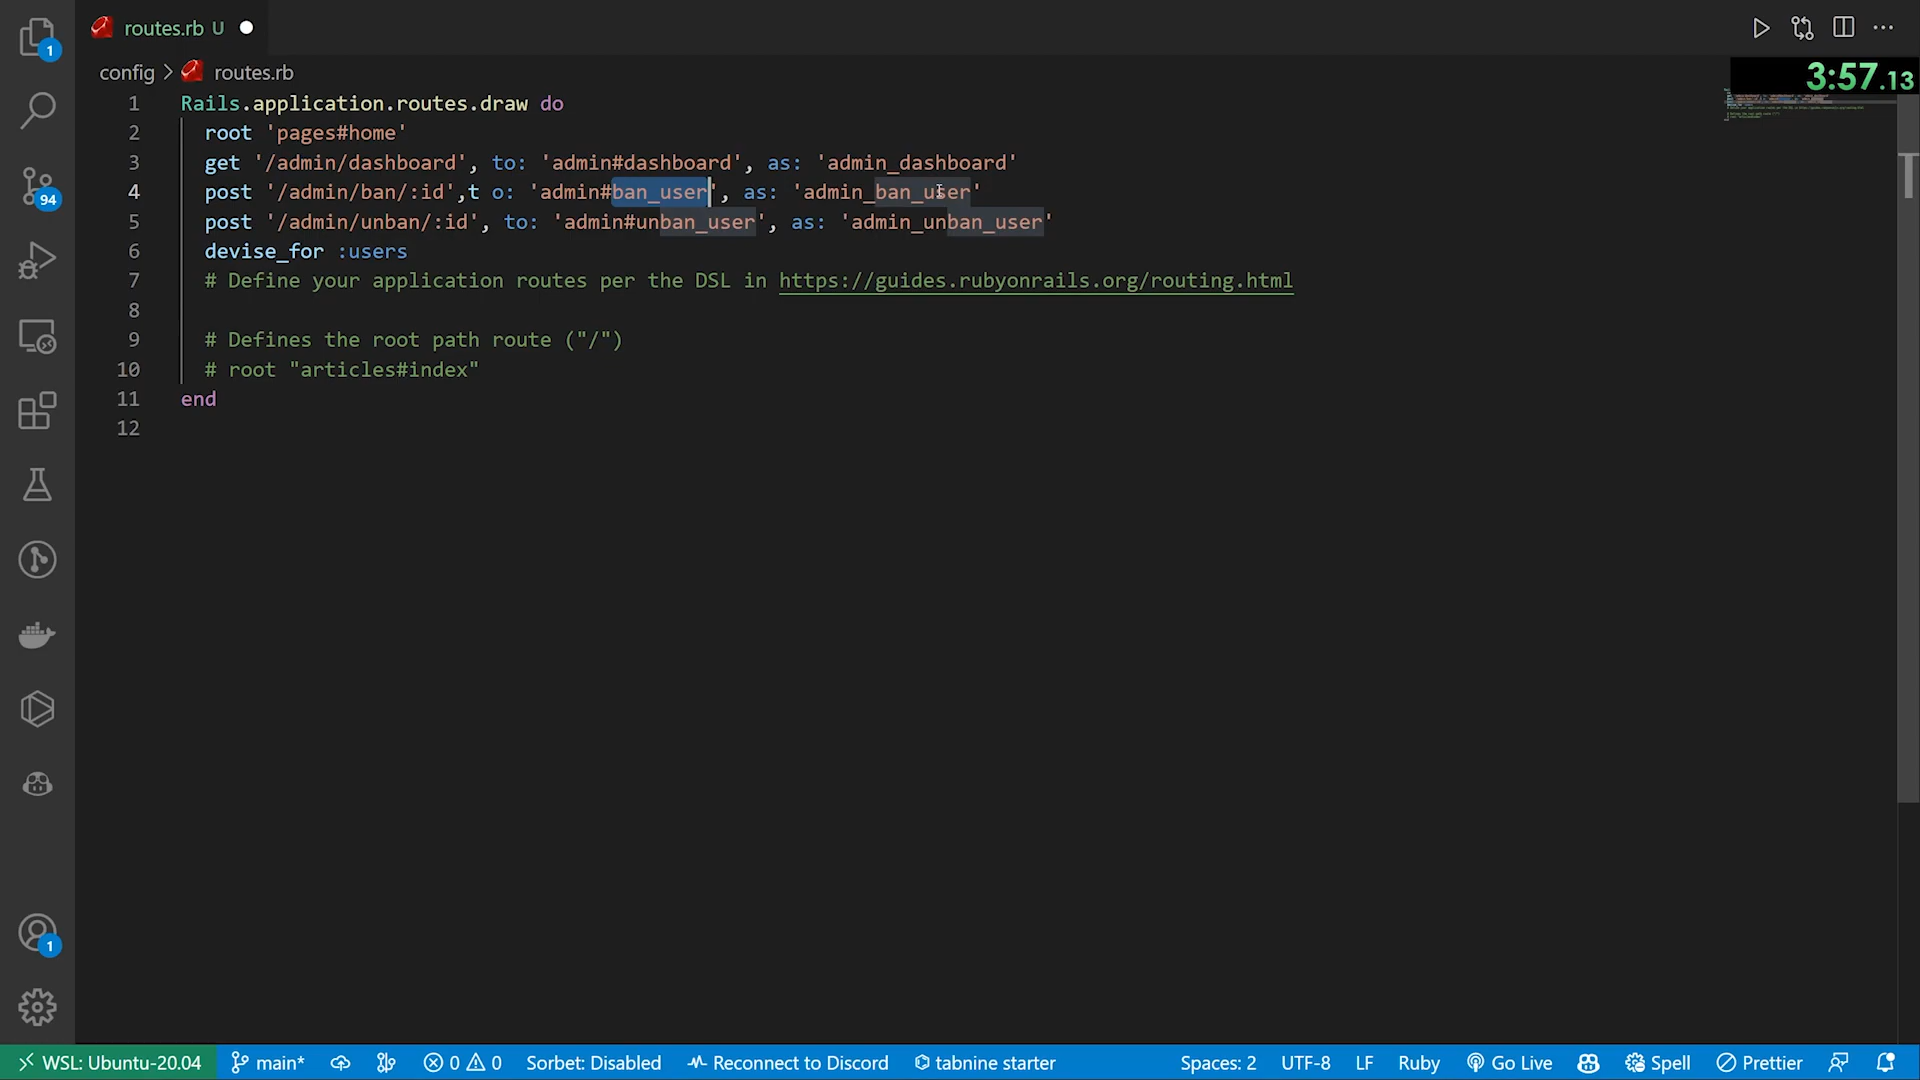 routes.rb U
config > routes.rb
3:57.13
1 Rails.application.routes.draw do
2 root 'pages#home'
3 get '/admin/dashboard', to: 'admin#dashboard', as: 'admin_dashboard'
4 post '/admin/ban/:id',t o: 'admin#ban_user', as: 'admin_ban_user'
5 post '/admin/unban/:id', to: 'admin#unban_user', as: 'admin_unban_user'
6 devise_for :users
7 # Define your application routes per the DSL in https://guides.rubyonrails.org/routing.html
8
9 # Defines the root path route ("/")
10 # root "articles#index"
11 end
12
1
94
1
WSL: Ubuntu-20.04 main* 0 0 Sorbet: Disabled Reconnect to Discord tabnine starter Spaces: 2 UTF-8 LF Ruby Go Live Spell Prettier